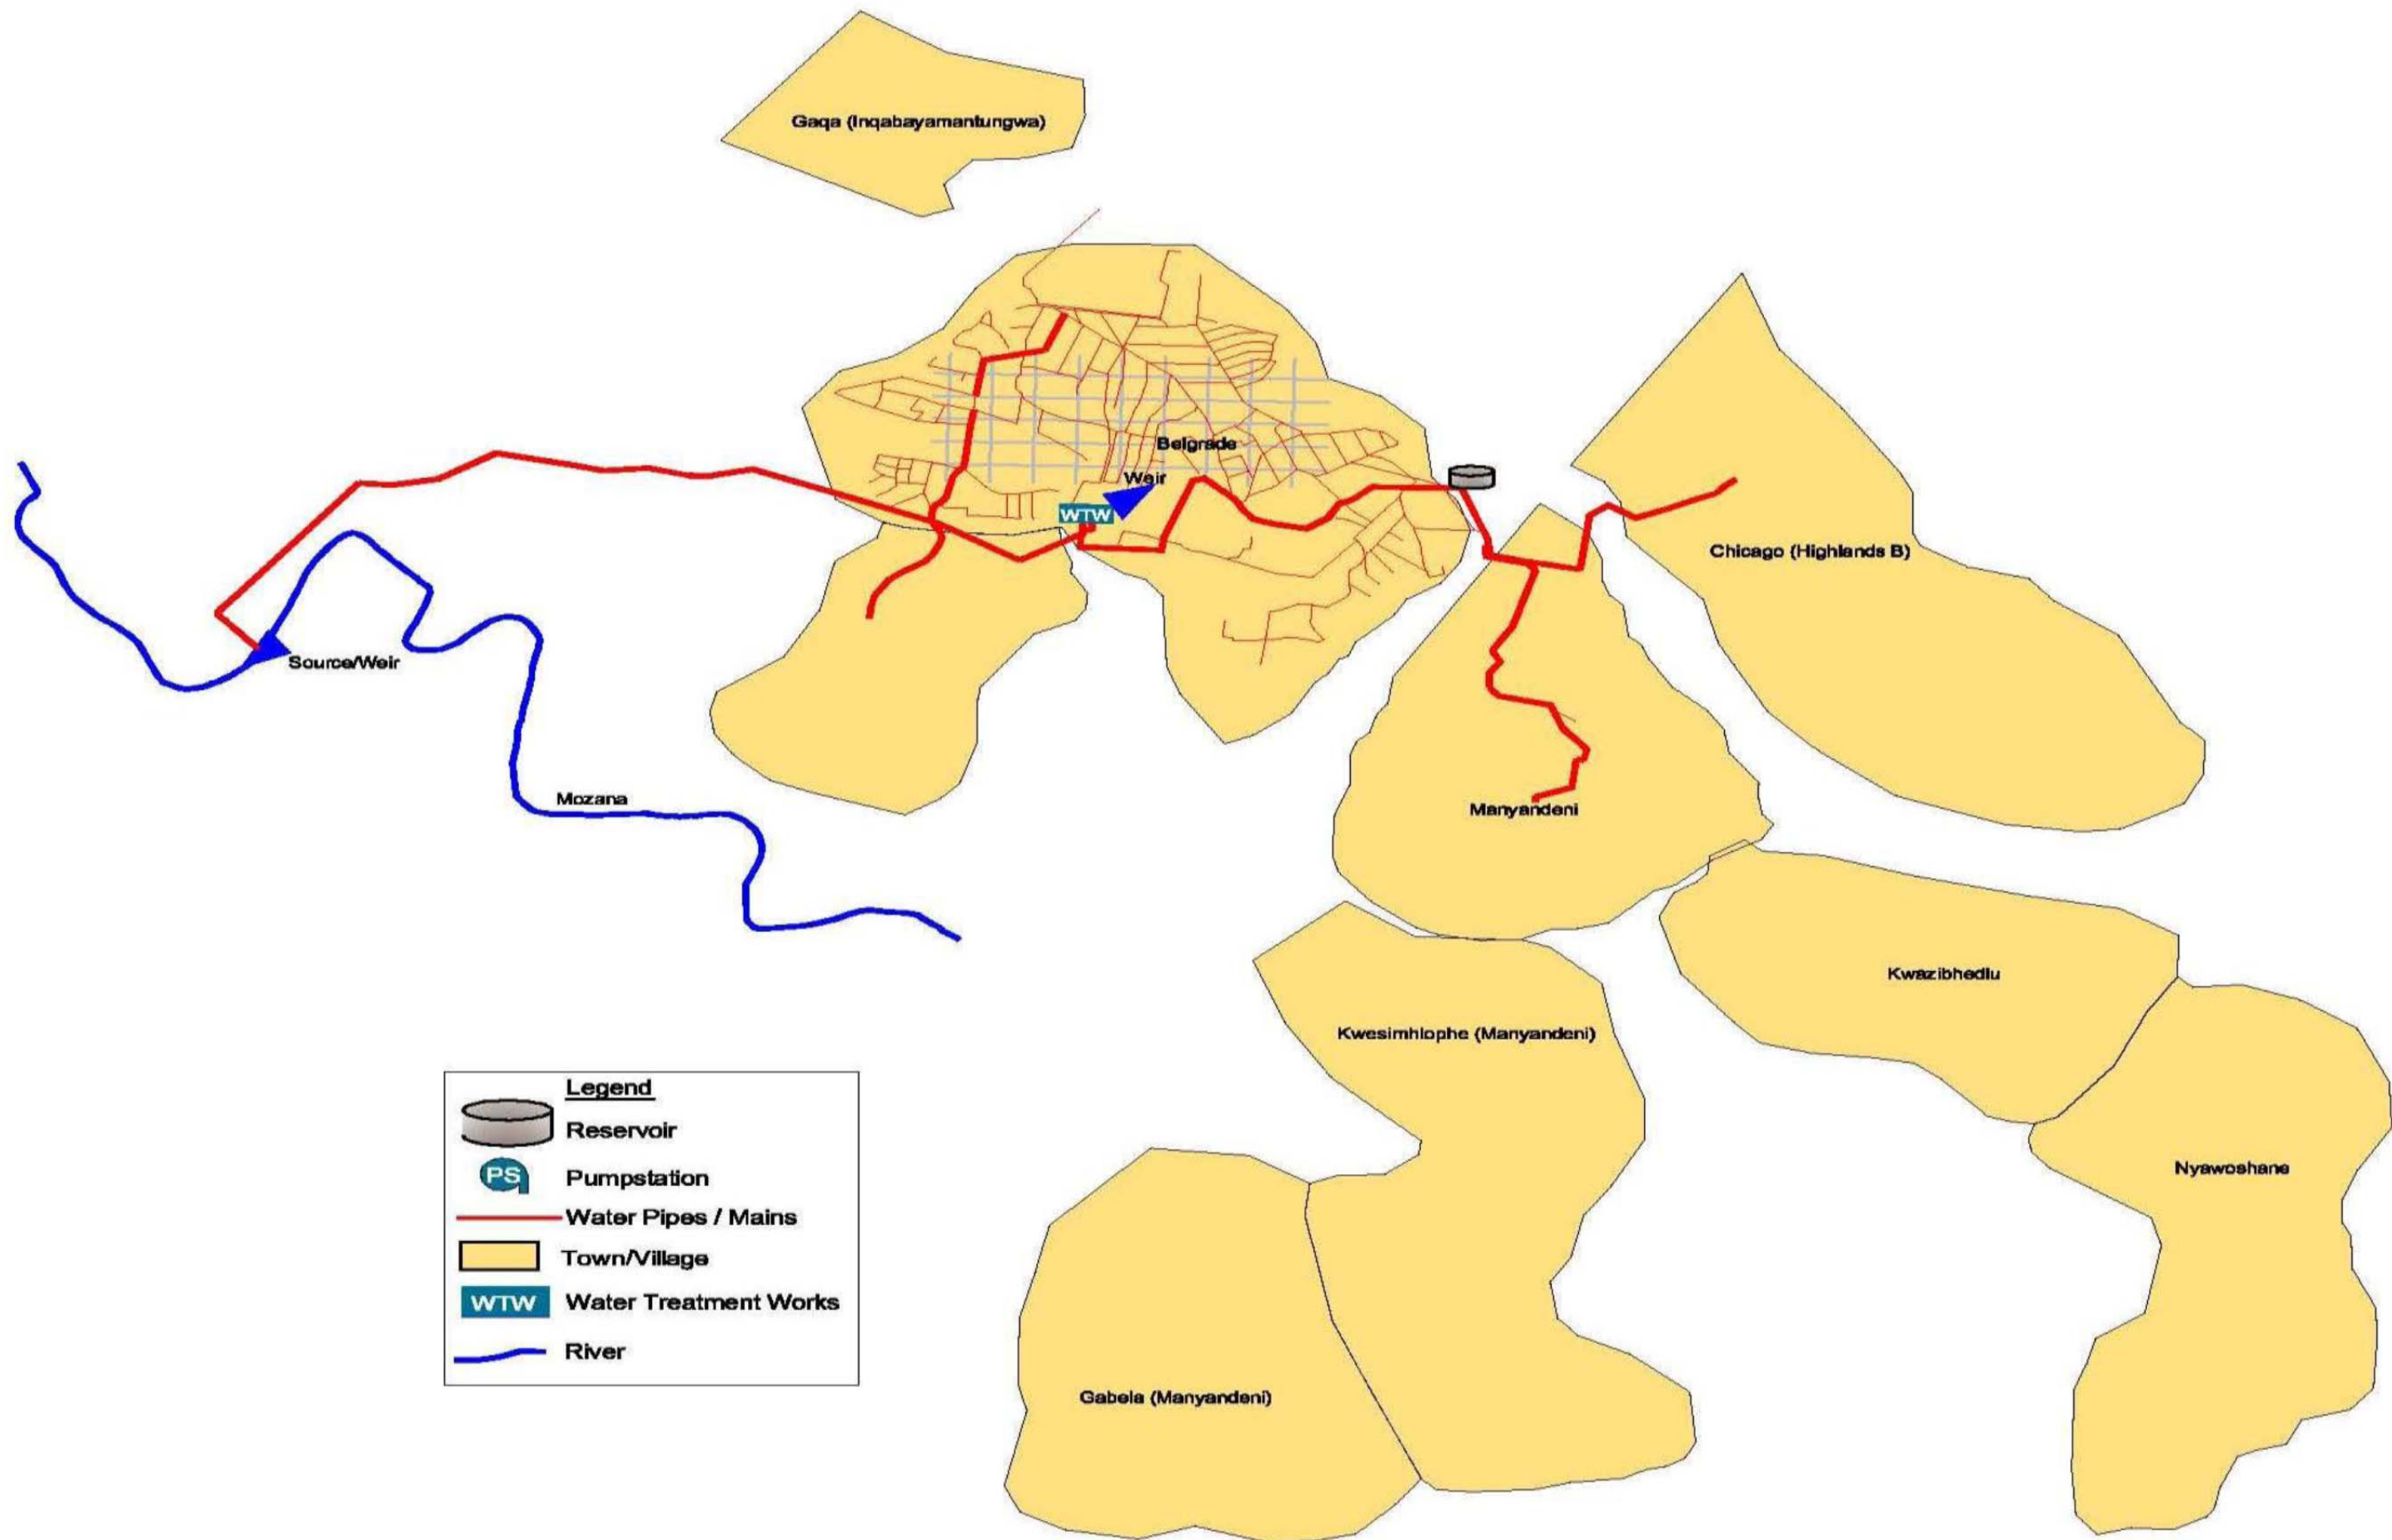 Gaqa (Inqabayamantungwa)
Belgrade
Weir
WTW
Chicago (Highlands B)
Source/Weir
Mozana
Manyandeni
Kwazibhedlu
Kwesimhlophe (Manyandeni)
Nyawoshane
Gabela (Manyandeni)
Legend
Reservoir
PS Pumpstation
Water Pipes / Mains
Town/Village
WTW Water Treatment Works
River